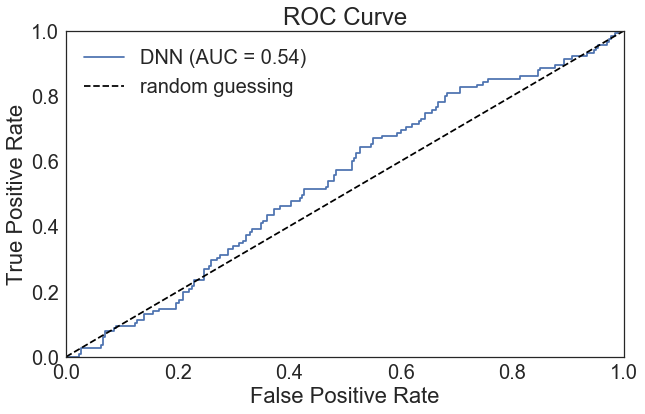 ROC Curve
1.0
DNN (AUC = 0.54)
random guessing
0.8
0.6
0.4
0.2
0.0
True Positive Rate
0.0 0.2 0.4 0.6 0.8 1.0
False Positive Rate